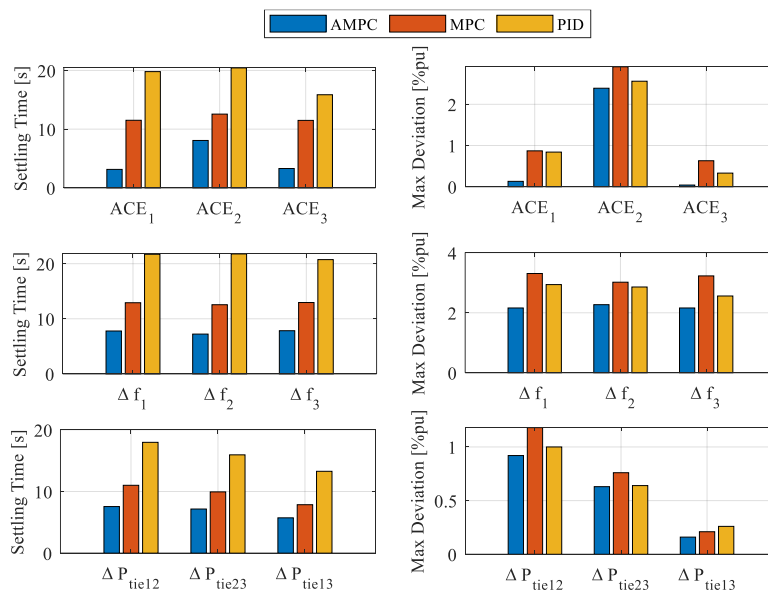 AMPC MPC PID
Settling Time [s]
20
10
0
ACE1 ACE2 ACE3
Max Deviation [%pu]
2
1
0
ACE1 ACE2 ACE3
Settling Time [s]
20
10
0
Δ f1 Δ f2 Δ f3
Max Deviation [%pu]
4
2
0
Δ f1 Δ f2 Δ f3
Settling Time [s]
20
10
0
Δ Ptie12 Δ Ptie23 Δ Ptie13
Max Deviation [%pu]
1
0.5
0
Δ Ptie12 Δ Ptie23 Δ Ptie13